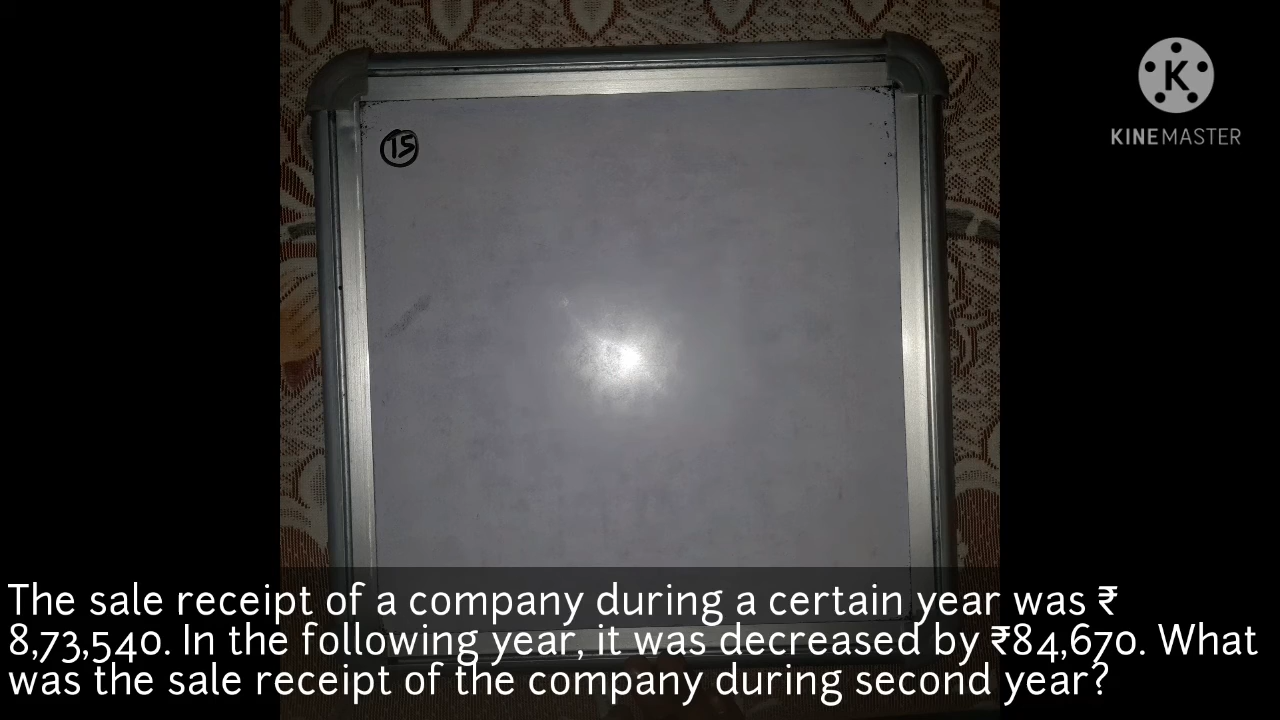 15
K
KINEMASTER
The sale receipt of a company during a certain year was ₹
8,73,540. In the following year, it was decreased by ₹84,670. What
was the sale receipt of the company during second year?